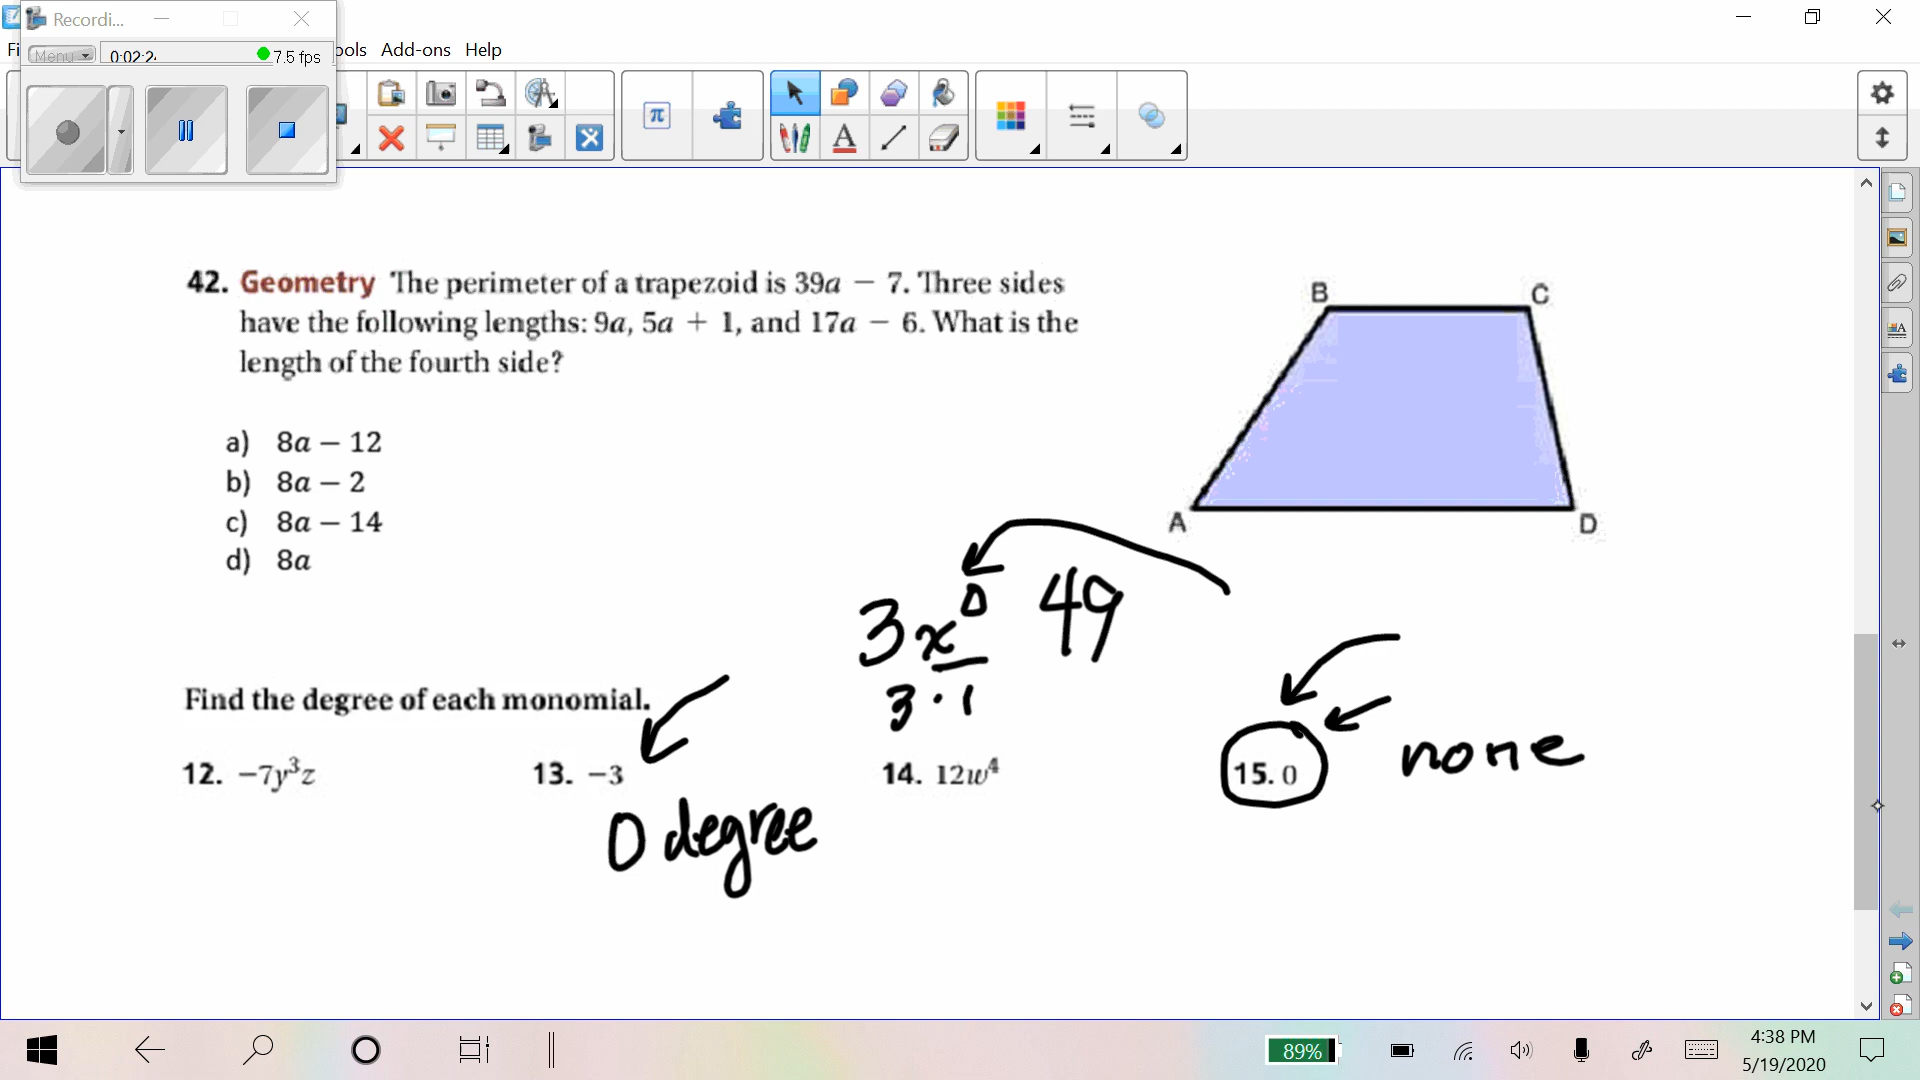 Recordi...
Menu
0:02:2
7.5 fps
Fi
ools Add-ons Help
42. Geometry The perimeter of a trapezoid is 39a − 7. Three sides
have the following lengths: 9a, 5a + 1, and 17a − 6. What is the
length of the fourth side?
B
C
A
D
a) 8a − 12
b) 8a − 2
c) 8a − 14
d) 8a
3x⁰ 49
3 · 1
Find the degree of each monomial.
12. −7y³z
13. −3
14. 12w⁴
15. 0
none
0 degree
89%
4:38 PM
5/19/2020